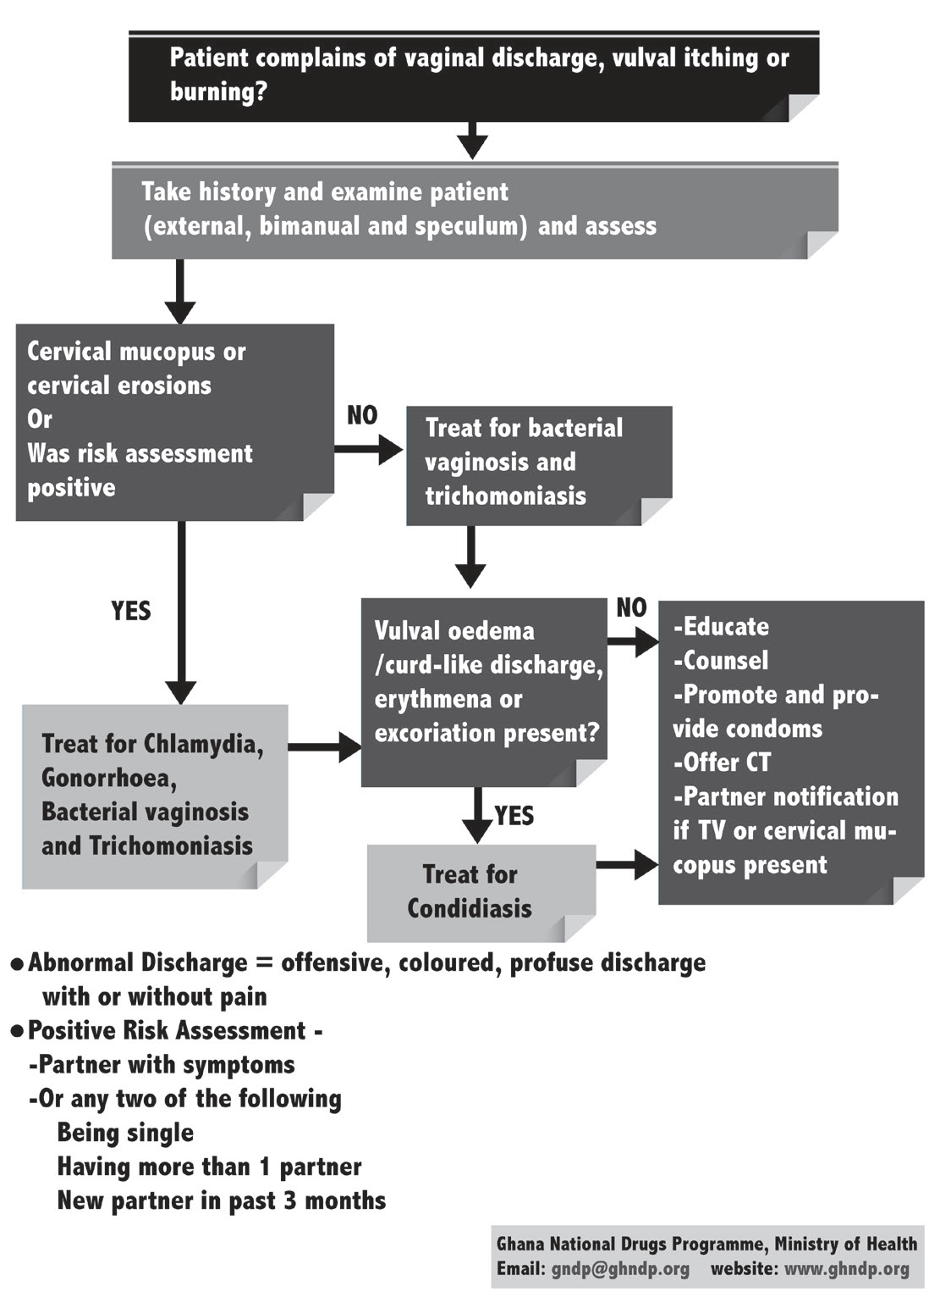 Patient complains of vaginal discharge, vulval itching or
burning?
Take history and examine patient
(external, bimanual and speculum) and assess
Cervical mucopus or
cervical erosions
Or
Was risk assessment
positive
NO
Treat for bacterial
vaginosis and
trichomoniasis
YES
Treat for Chlamydia,
Gonorrhoea,
Bacterial vaginosis
and Trichomoniasis
Vulval oedema
/curd-like discharge,
erythmena or
excoriation present?
NO
-Educate
-Counsel
-Promote and pro-
vide condoms
-Offer CT
-Partner notification
if TV or cervical mu-
copus present
YES
Treat for
Condidiasis
• Abnormal Discharge = offensive, coloured, profuse discharge
with or without pain
• Positive Risk Assessment -
-Partner with symptoms
-Or any two of the following
Being single
Having more than 1 partner
New partner in past 3 months
Ghana National Drugs Programme, Ministry of Health
Email: gndp@ghndp.org website: www.ghndp.org